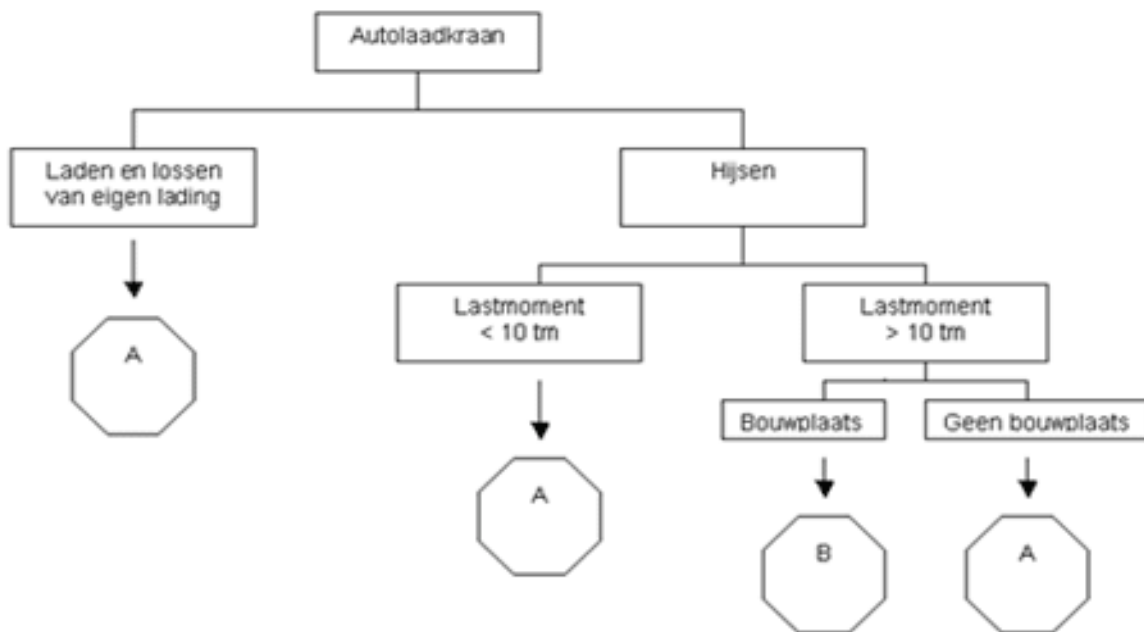 Autolaadkraan
Laden en lossen
van eigen lading
Hijsen
A
Lastmoment
< 10 tm
Lastmoment
> 10 tm
A
Bouwplaats
Geen bouwplaats
B
A